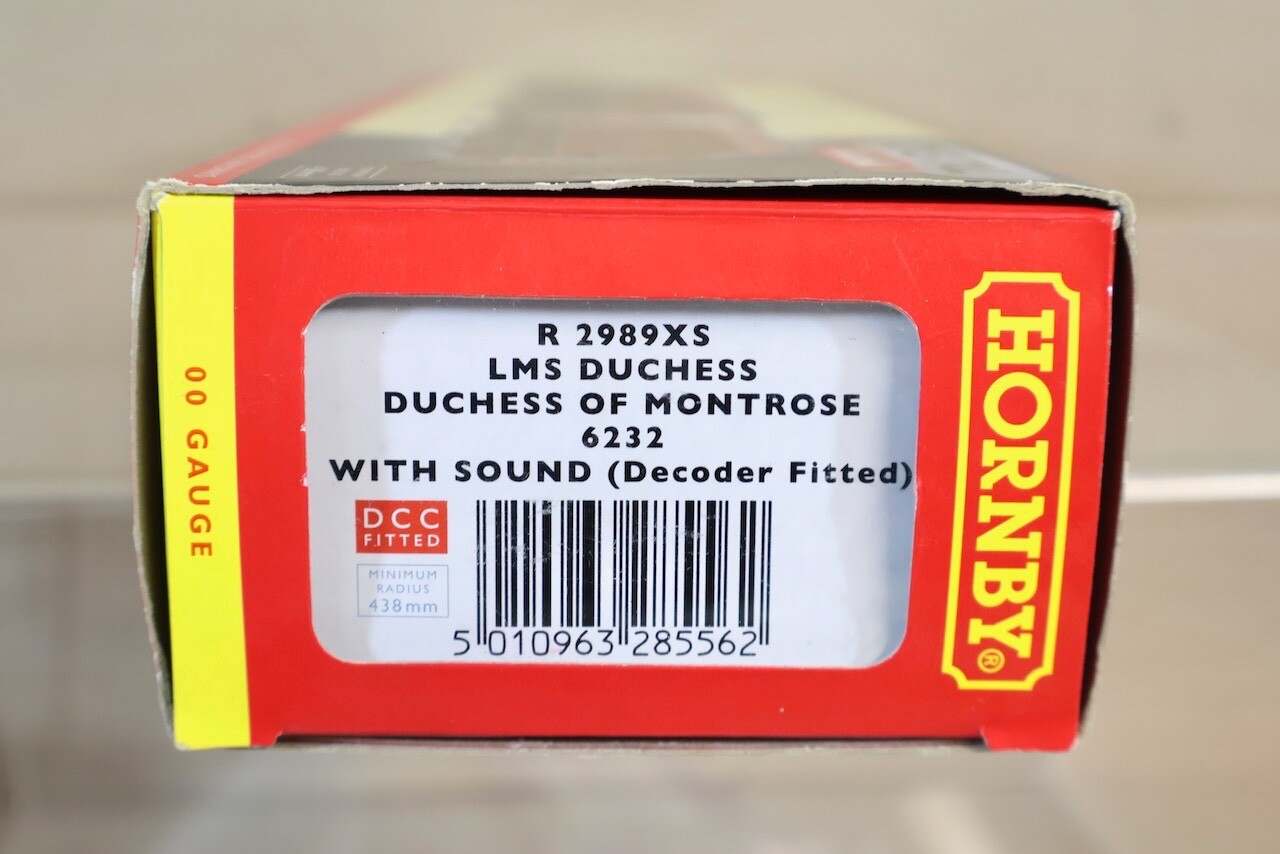 00 GAUGE
R 2989XS
LMS DUCHESS
DUCHESS OF MONTROSE
6232
WITH SOUND (Decoder Fitted)
DCC
FITTED
MINIMUM
RADIUS
438mm
5 010963 285562
HORNBY®